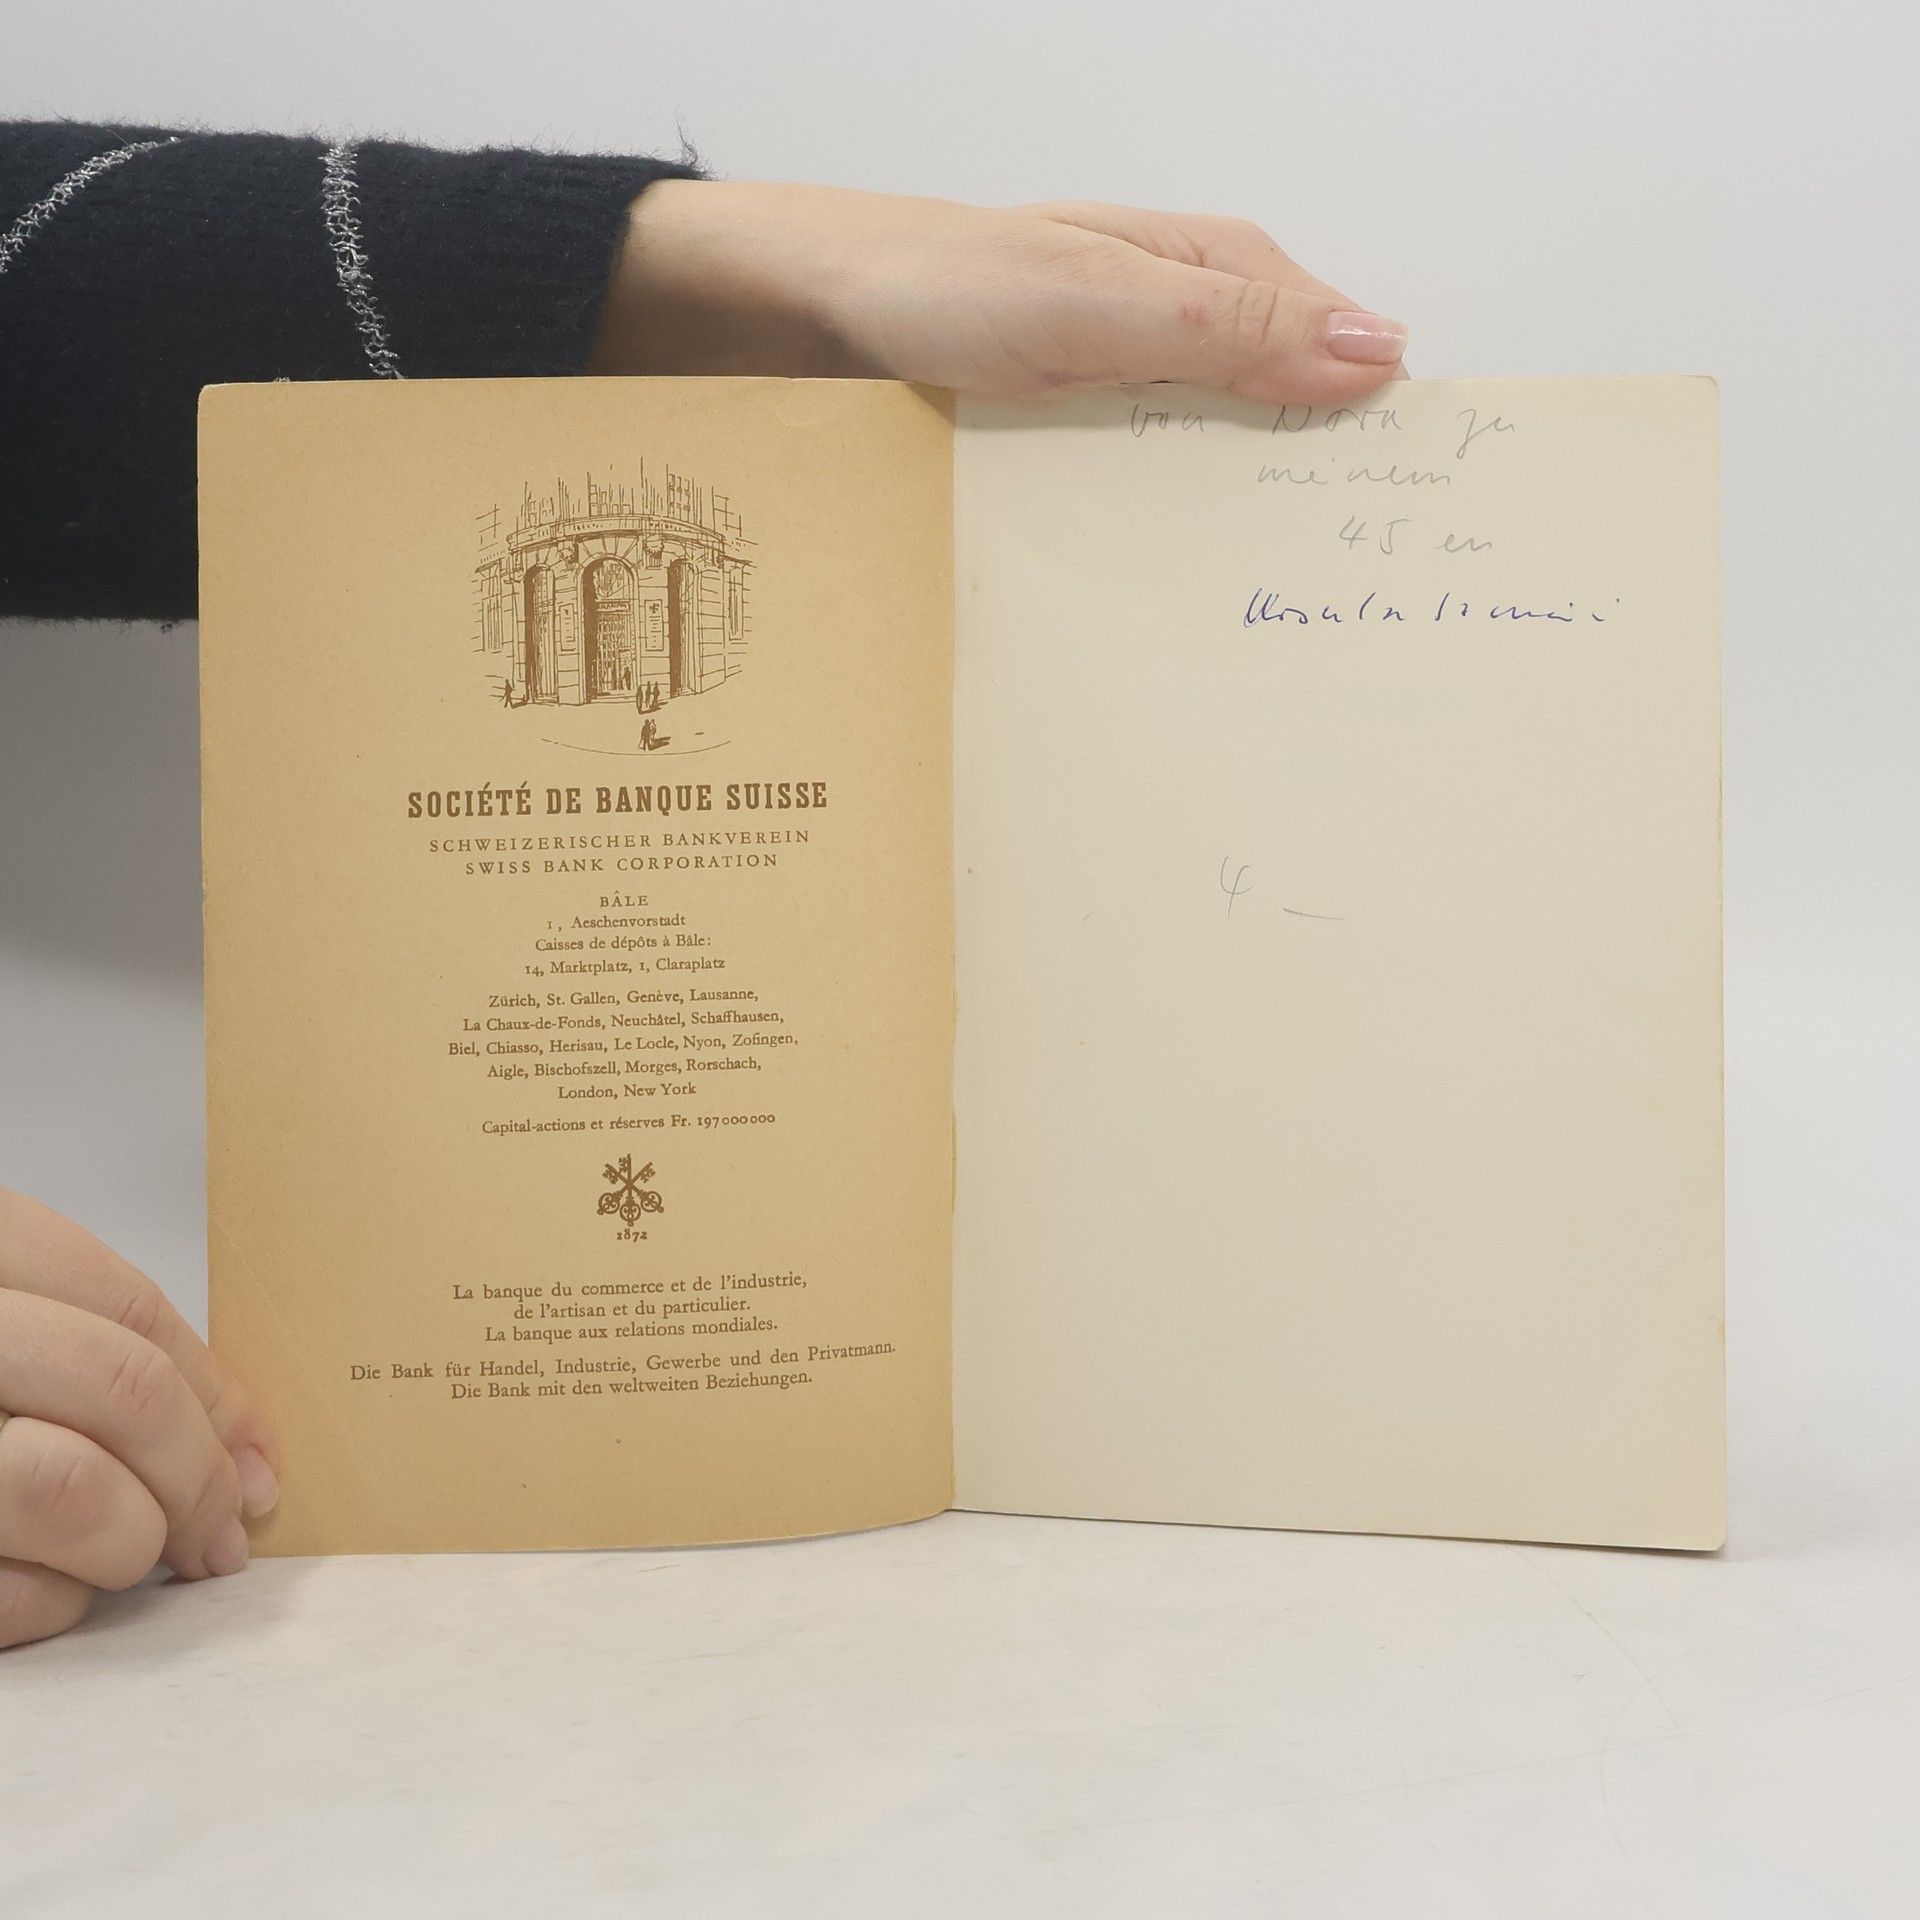 SOCIÉTÉ DE BANQUE SUISSE
SCHWEIZERISCHER BANKVEREIN
SWISS BANK CORPORATION
BÂLE
1, Aeschenvorstadt
Caisses de dépôts à Bâle:
14, Marktplatz, 1, Claraplatz
Zürich, St. Gallen, Genève, Lausanne,
La Chaux-de-Fonds, Neuchâtel, Schaffhausen,
Biel, Chiasso, Herisau, Le Locle, Nyon, Zofingen,
Aigle, Bischofszell, Morges, Rorschach,
London, New York
Capital-actions et réserves Fr. 197 000 000
1872
La banque du commerce et de l'industrie,
de l'artisan et du particulier.
La banque aux relations mondiales.
Die Bank für Handel, Industrie, Gewerbe und den Privatmann.
Die Bank mit den weltweiten Beziehungen.
von Nora zu
meinem
45 en
Ursula
4 —